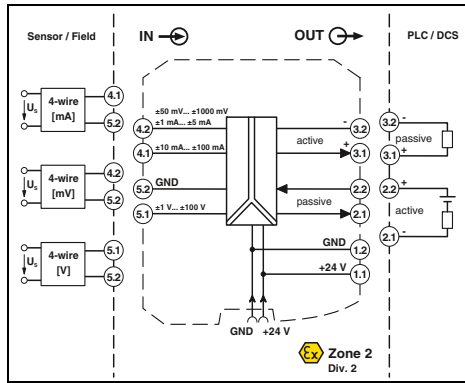 Sensor / Field
IN
OUT
PLC / DCS
4-wire
[mA]
Us
4.1
5.2
4-wire
[mV]
Us
4.2
5.2
4-wire
[V]
Us
5.1
5.2
±50 mV... ±1000 mV
±1 mA... ±5 mA
4.2
±10 mA... ±100 mA
4.1
GND
5.2
±1 V... ±100 V
5.1
-
3.2
active
+
3.1
2.2
passive
2.1
GND
1.2
+24 V
1.1
GND +24 V
3.2 -
passive
3.1 +
2.2 +
active
2.1 -
Ex Zone 2
Div. 2